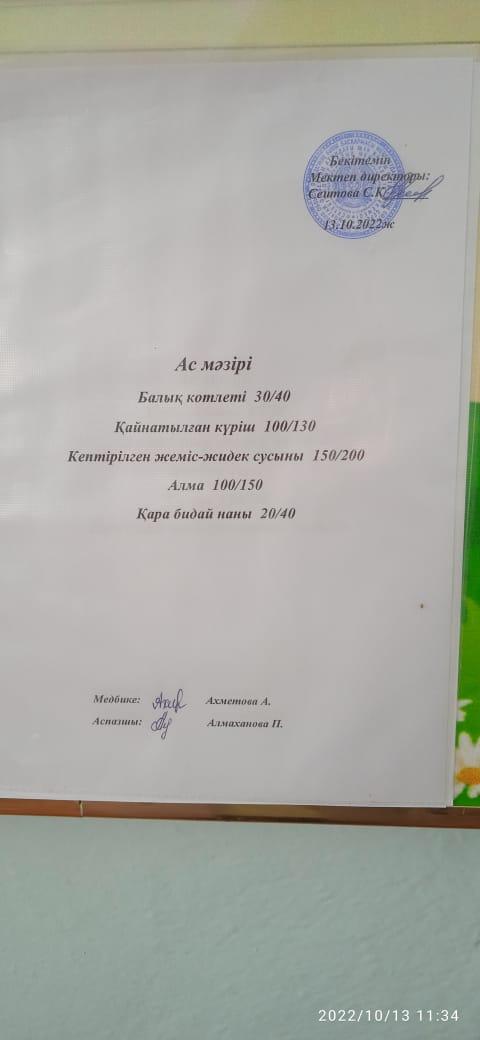 Бекітемін
Мектеп директоры:
Сеитова С.К
13.10.2022ж
Ас мәзірі
Балық котлеті 30/40
Қайнатылған күріш 100/130
Кептірілген жеміс-жидек сусыны 150/200
Алма 100/150
Қара бидай наны 20/40
Медбике: Ахметова А.
Аспазшы: Алмаханова П.
2022/10/13 11:34